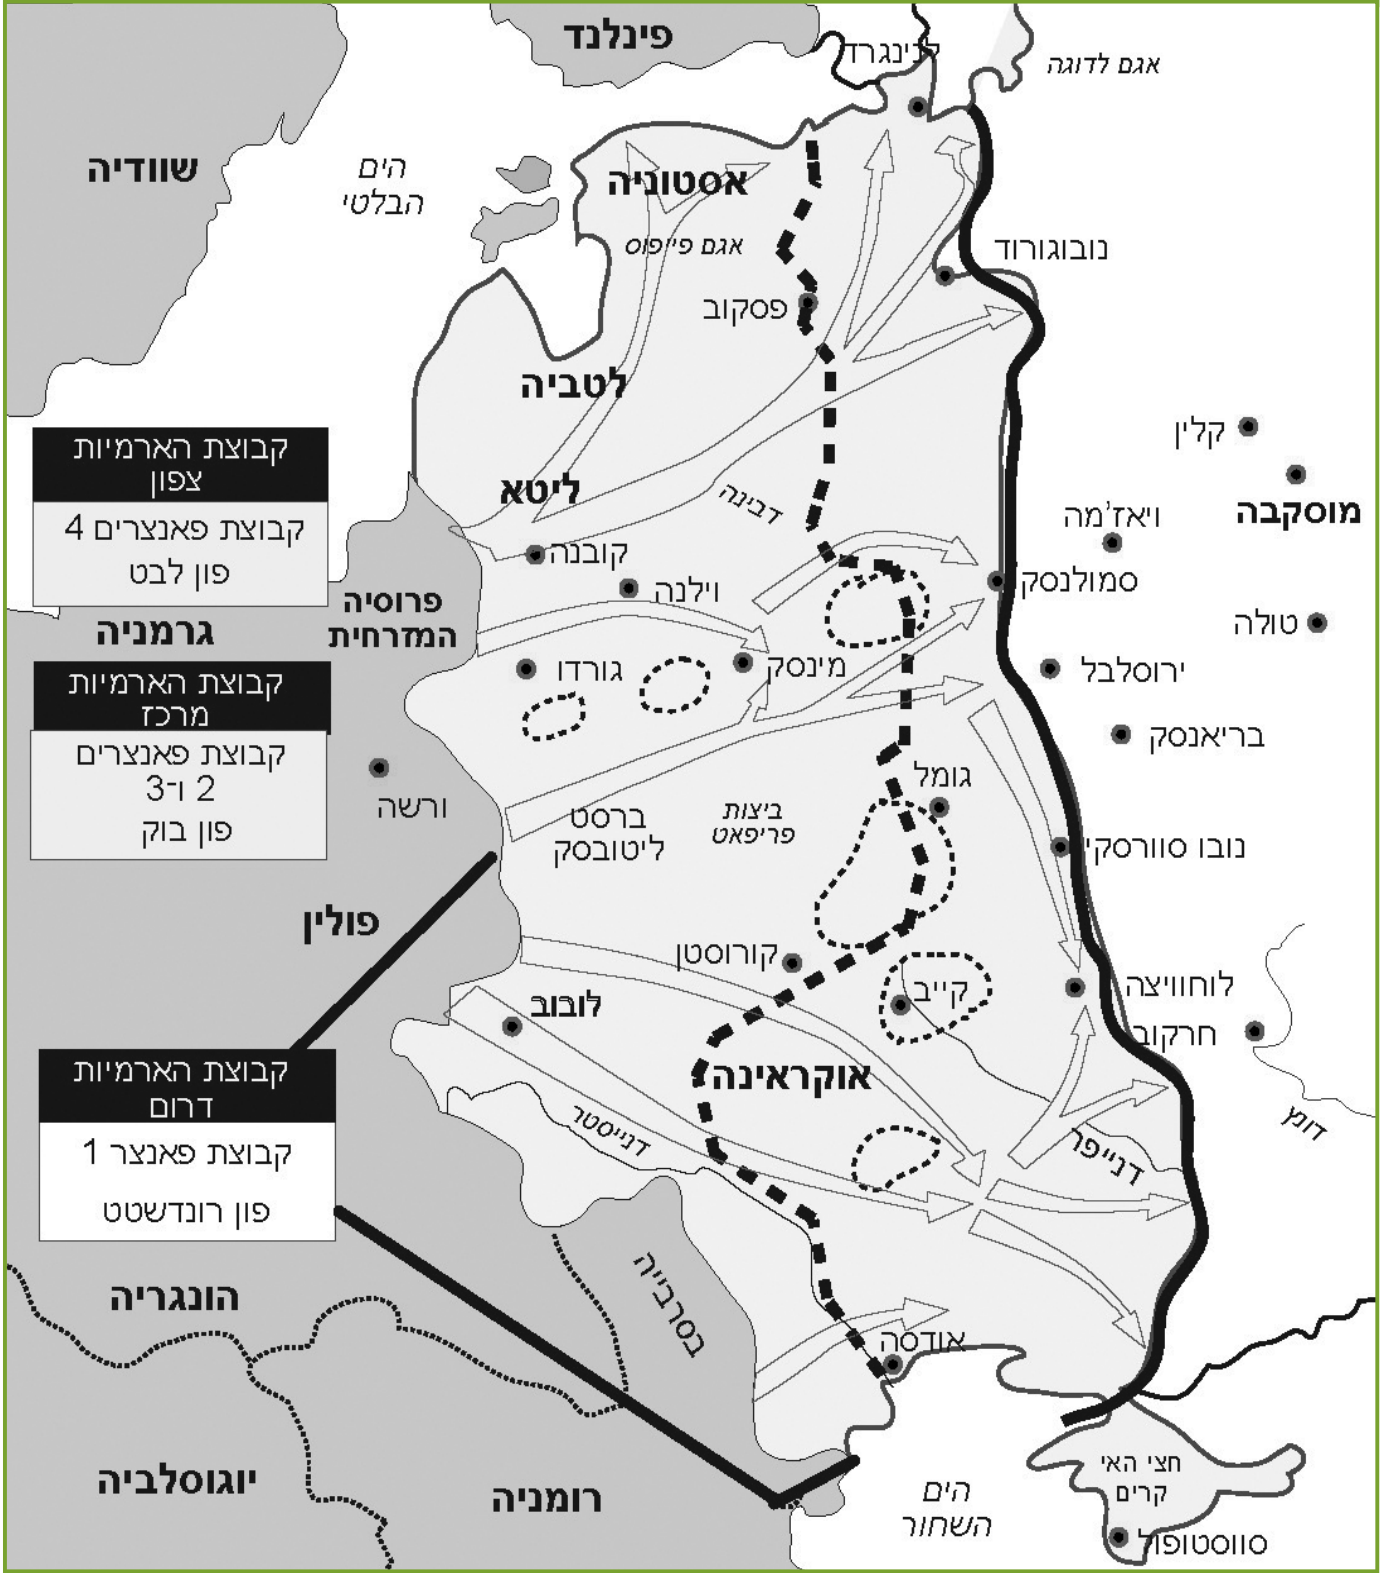 פינלנד
לנינגרד
אגם לדוגה
שוודיה
הים
הבלטי
אסטוניה
אגם פייפוס
נובוגורוד
פסקוב
לטביה
קלין
קבוצת הארמיות
צפון
קבוצת פאנצרים 4
פון לבט
ליטא
דבינה
מוסקבה
ויאז'מה
קובנה
סמולנסק
וילנה
פרוסיה
המזרחית
גרמניה
טולה
קבוצת הארמיות
מרכז
קבוצת פאנצרים
2 ו-3
פון בוק
גורדו
מינסק
ירוסלבל
בריאנסק
גומל
ורשה
ברסט
ליטובסק
ביצות
פריפאט
נובו סוורסקי
פולין
קורוסטן
קייב
לוחוויצה
לובוב
חרקוב
קבוצת הארמיות
דרום
קבוצת פאנצר 1
פון רונדשטט
אוקראינה
דנייסטר
דנייפר
דונץ
הונגריה
בסרבייה
אודסה
יוגוסלביה
רומניה
הים
השחור
חצי האי
קרים
סווסטופול